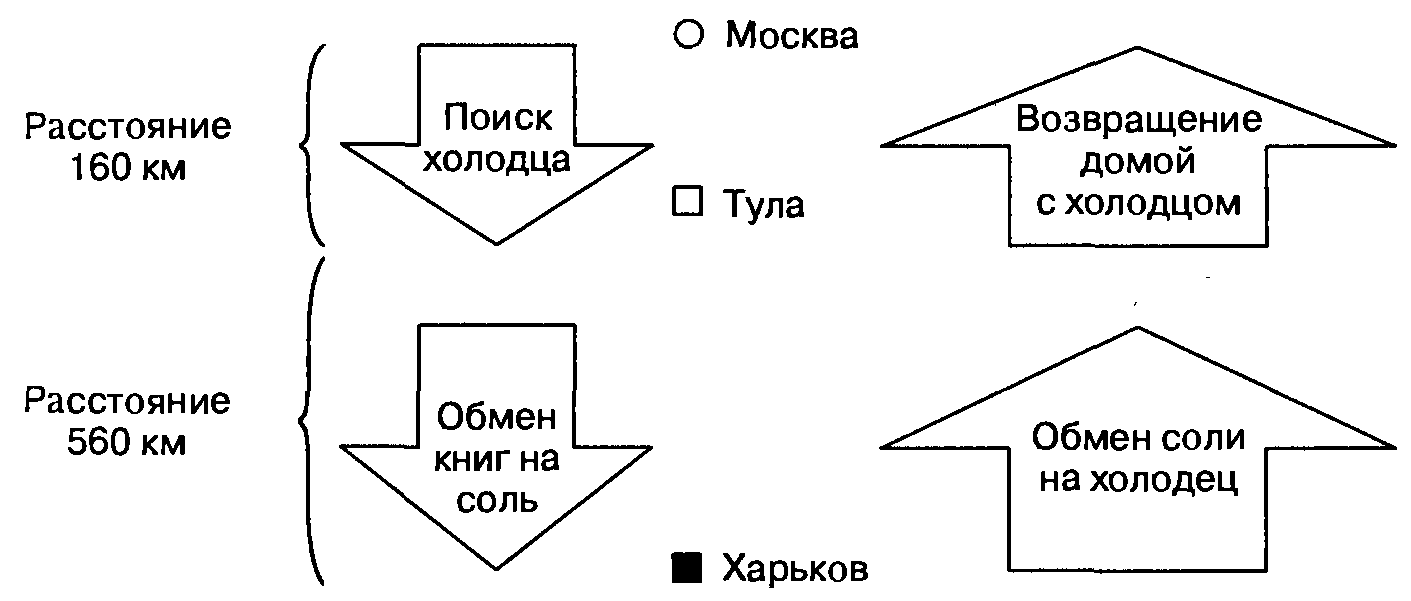 Москва
Расстояние
160 км
Поиск
холодца
Возвращение
домой
с холодцом
Тула
Расстояние
560 км
Обмен
книг на
соль
Обмен соли
на холодец
Харьков